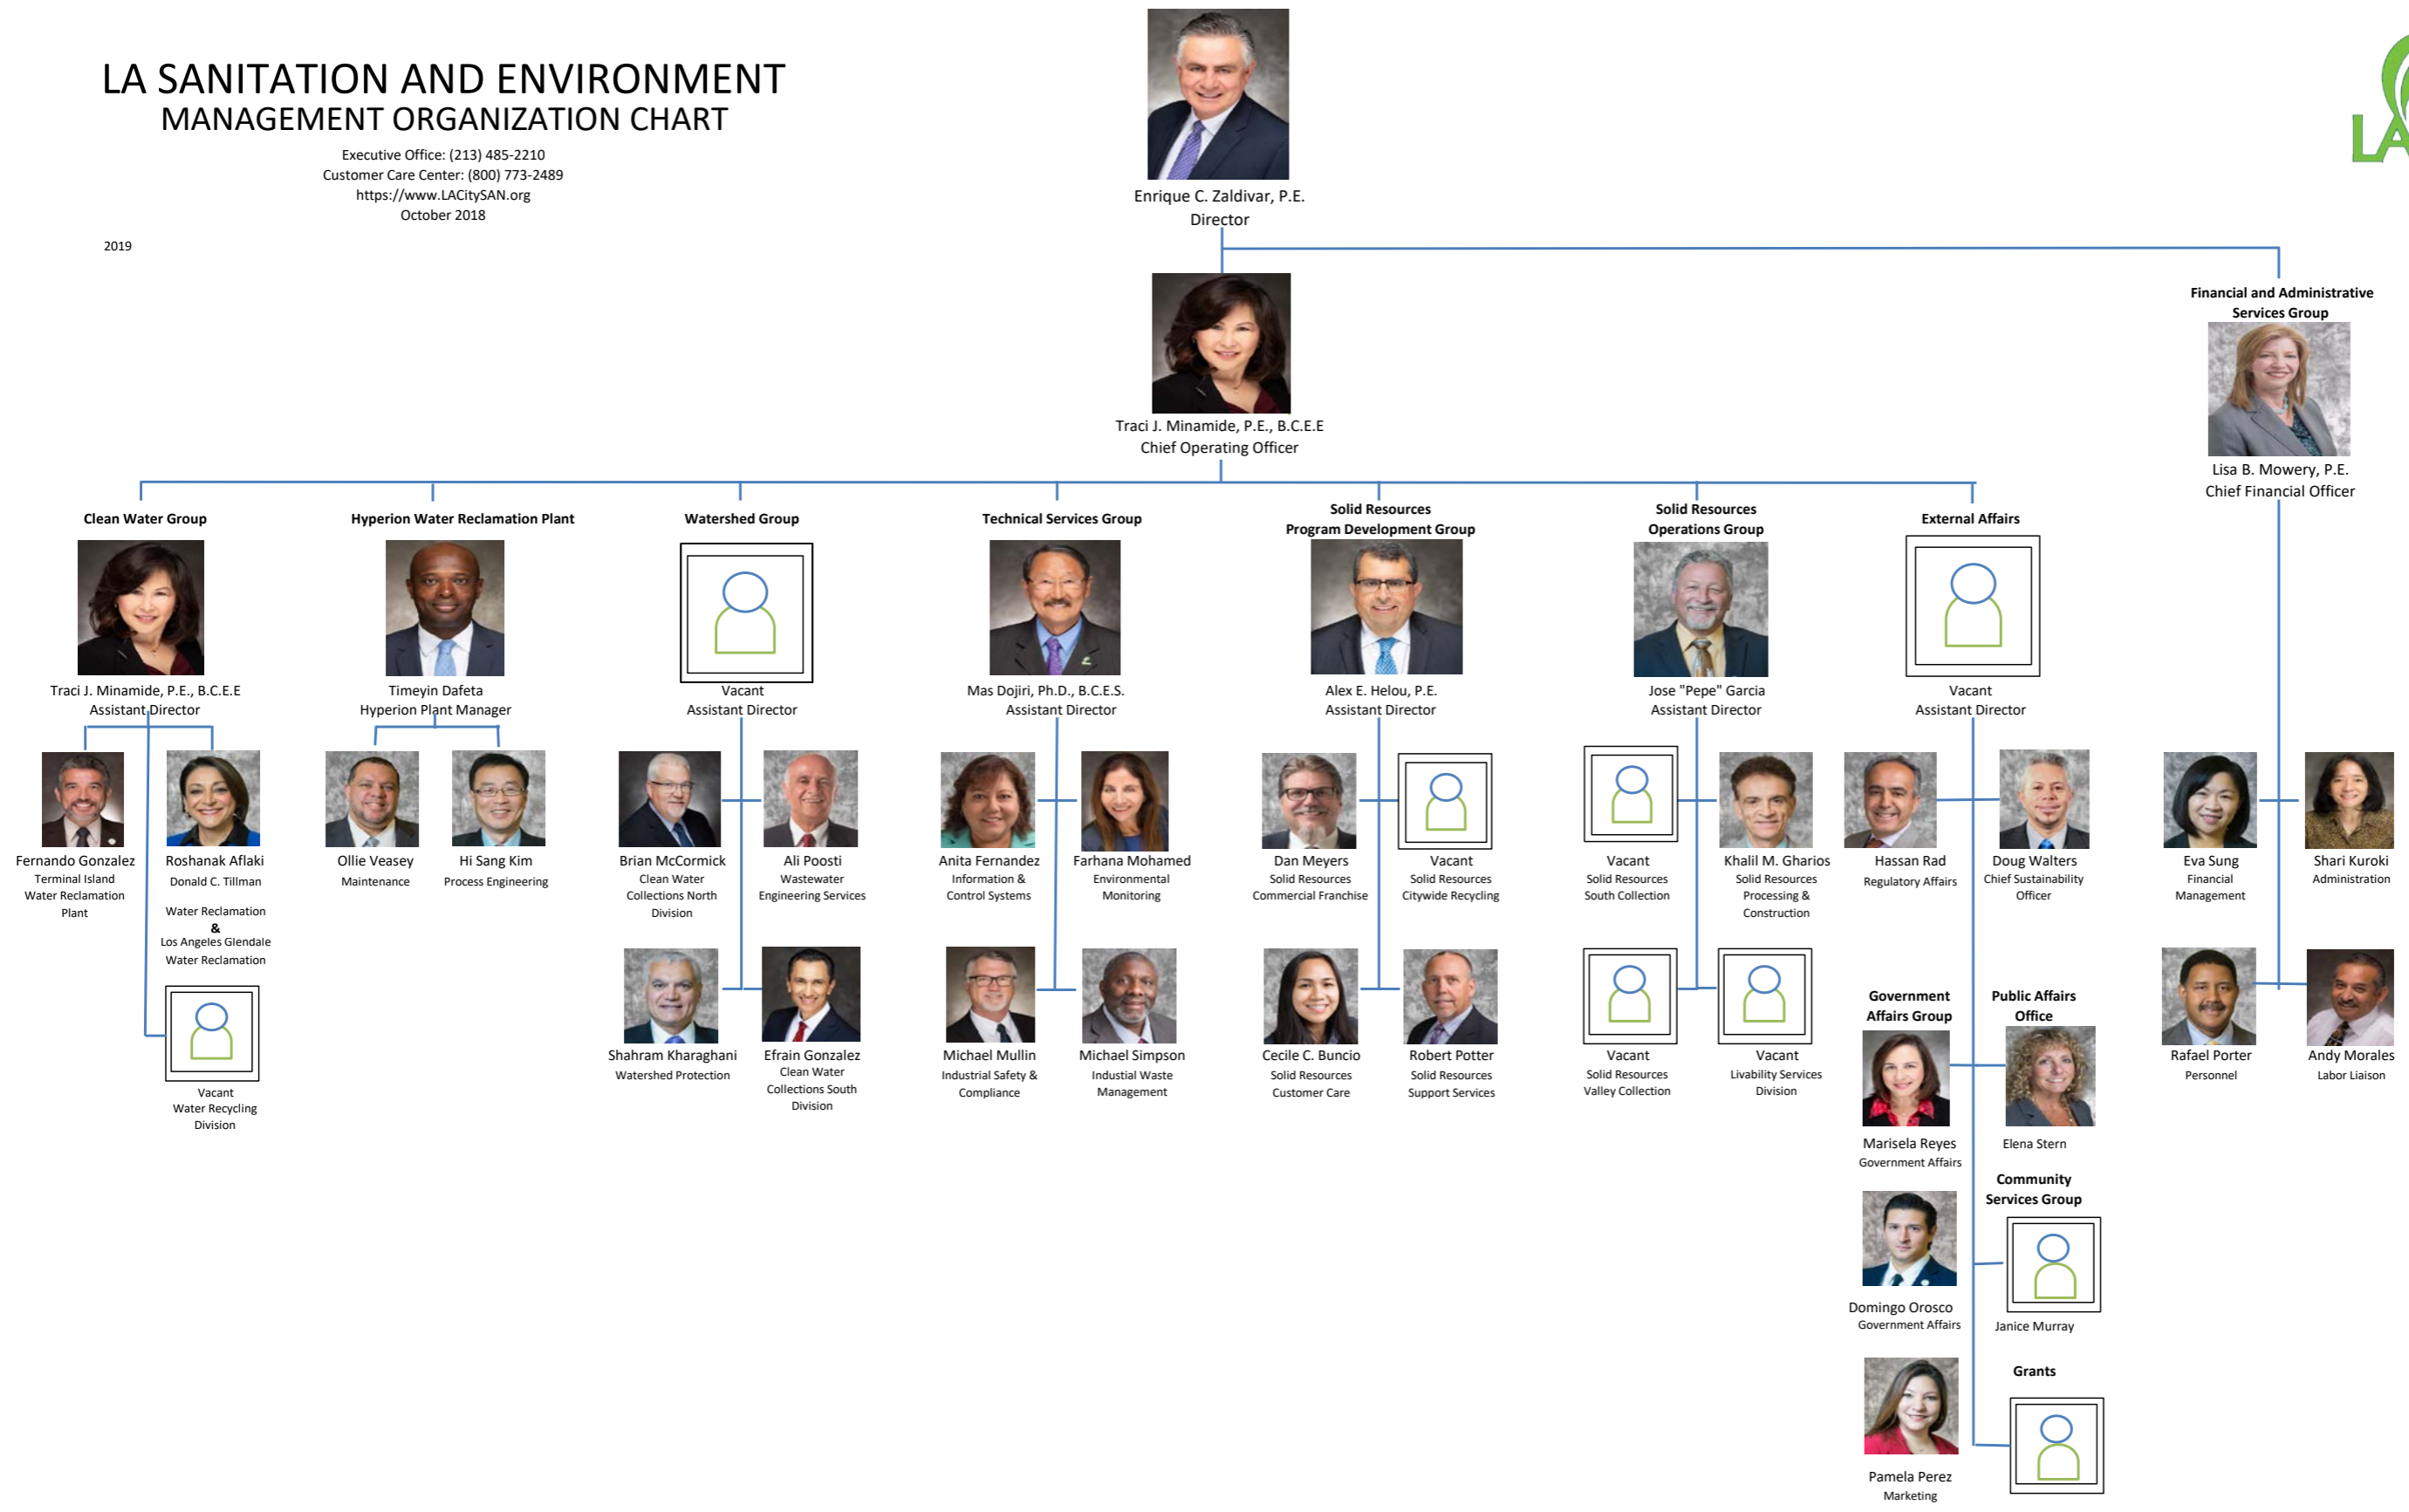 LA SANITATION AND ENVIRONMENT
MANAGEMENT ORGANIZATION CHART
Executive Office: (213) 485-2210
Customer Care Center: (800) 773-2489
https://www.LACitySAN.org
October 2018
2019
LA
Enrique C. Zaldivar, P.E.
Director
Traci J. Minamide, P.E., B.C.E.E
Chief Operating Officer
Financial and Administrative
Services Group
Lisa B. Mowery, P.E.
Chief Financial Officer
Clean Water Group
Traci J. Minamide, P.E., B.C.E.E
Assistant Director
Fernando Gonzalez
Terminal Island
Water Reclamation
Plant
Roshanak Aflaki
Donald C. Tillman
Water Reclamation
&
Los Angeles Glendale
Water Reclamation
Vacant
Water Recycling
Division
Hyperion Water Reclamation Plant
Timeyin Dafeta
Hyperion Plant Manager
Ollie Veasey
Maintenance
Hi Sang Kim
Process Engineering
Watershed Group
Vacant
Assistant Director
Brian McCormick
Clean Water
Collections North
Division
Ali Poosti
Wastewater
Engineering Services
Shahram Kharaghani
Watershed Protection
Efrain Gonzalez
Clean Water
Collections South
Division
Technical Services Group
Mas Dojiri, Ph.D., B.C.E.S.
Assistant Director
Anita Fernandez
Information &
Control Systems
Farhana Mohamed
Environmental
Monitoring
Michael Mullin
Industrial Safety &
Compliance
Michael Simpson
Industial Waste
Management
Solid Resources
Program Development Group
Alex E. Helou, P.E.
Assistant Director
Dan Meyers
Solid Resources
Commercial Franchise
Vacant
Solid Resources
Citywide Recycling
Cecile C. Buncio
Solid Resources
Customer Care
Robert Potter
Solid Resources
Support Services
Solid Resources
Operations Group
Jose "Pepe" Garcia
Assistant Director
Vacant
Solid Resources
South Collection
Khalil M. Gharios
Solid Resources
Processing &
Construction
Vacant
Solid Resources
Valley Collection
Vacant
Livability Services
Division
External Affairs
Vacant
Assistant Director
Hassan Rad
Regulatory Affairs
Doug Walters
Chief Sustainability
Officer
Government
Affairs Group
Marisela Reyes
Government Affairs
Public Affairs
Office
Elena Stern
Domingo Orosco
Government Affairs
Community
Services Group
Janice Murray
Pamela Perez
Marketing
Grants
Eva Sung
Financial
Management
Shari Kuroki
Administration
Rafael Porter
Personnel
Andy Morales
Labor Liaison